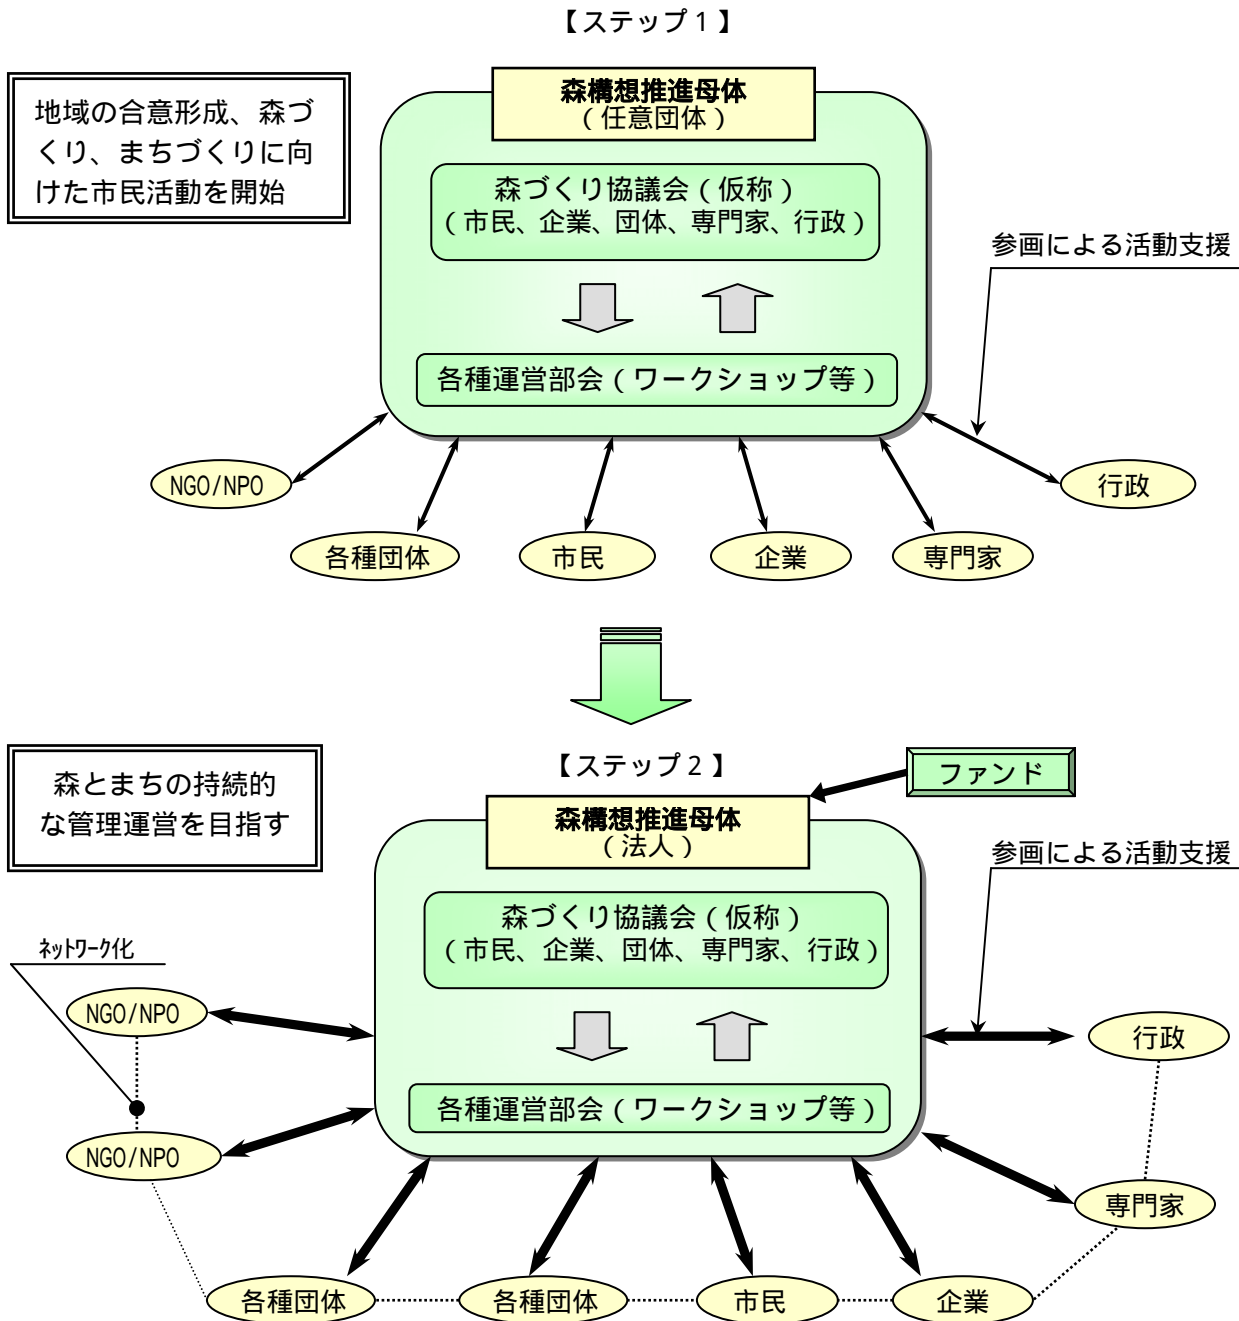 【ステップ１】
森構想推進母体
（任意団体）
地域の合意形成、森づ
くり、まちづくりに向
けた市民活動を開始
森づくり協議会（仮称）
（市民、企業、団体、専門家、行政）
参画による活動支援
各種運営部会（ワークショップ等）
NGO/NPO
行政
各種団体
市民
企業
専門家
【ステップ２】
ファンド
森とまちの持続的
な管理運営を目指す
森構想推進母体
（法人）
参画による活動支援
森づくり協議会（仮称）
（市民、企業、団体、専門家、行政）
ﾈｯﾄﾜｰｸ化
NGO/NPO
行政
各種運営部会（ワークショップ等）
NGO/NPO
専門家
各種団体
各種団体
市民
企業